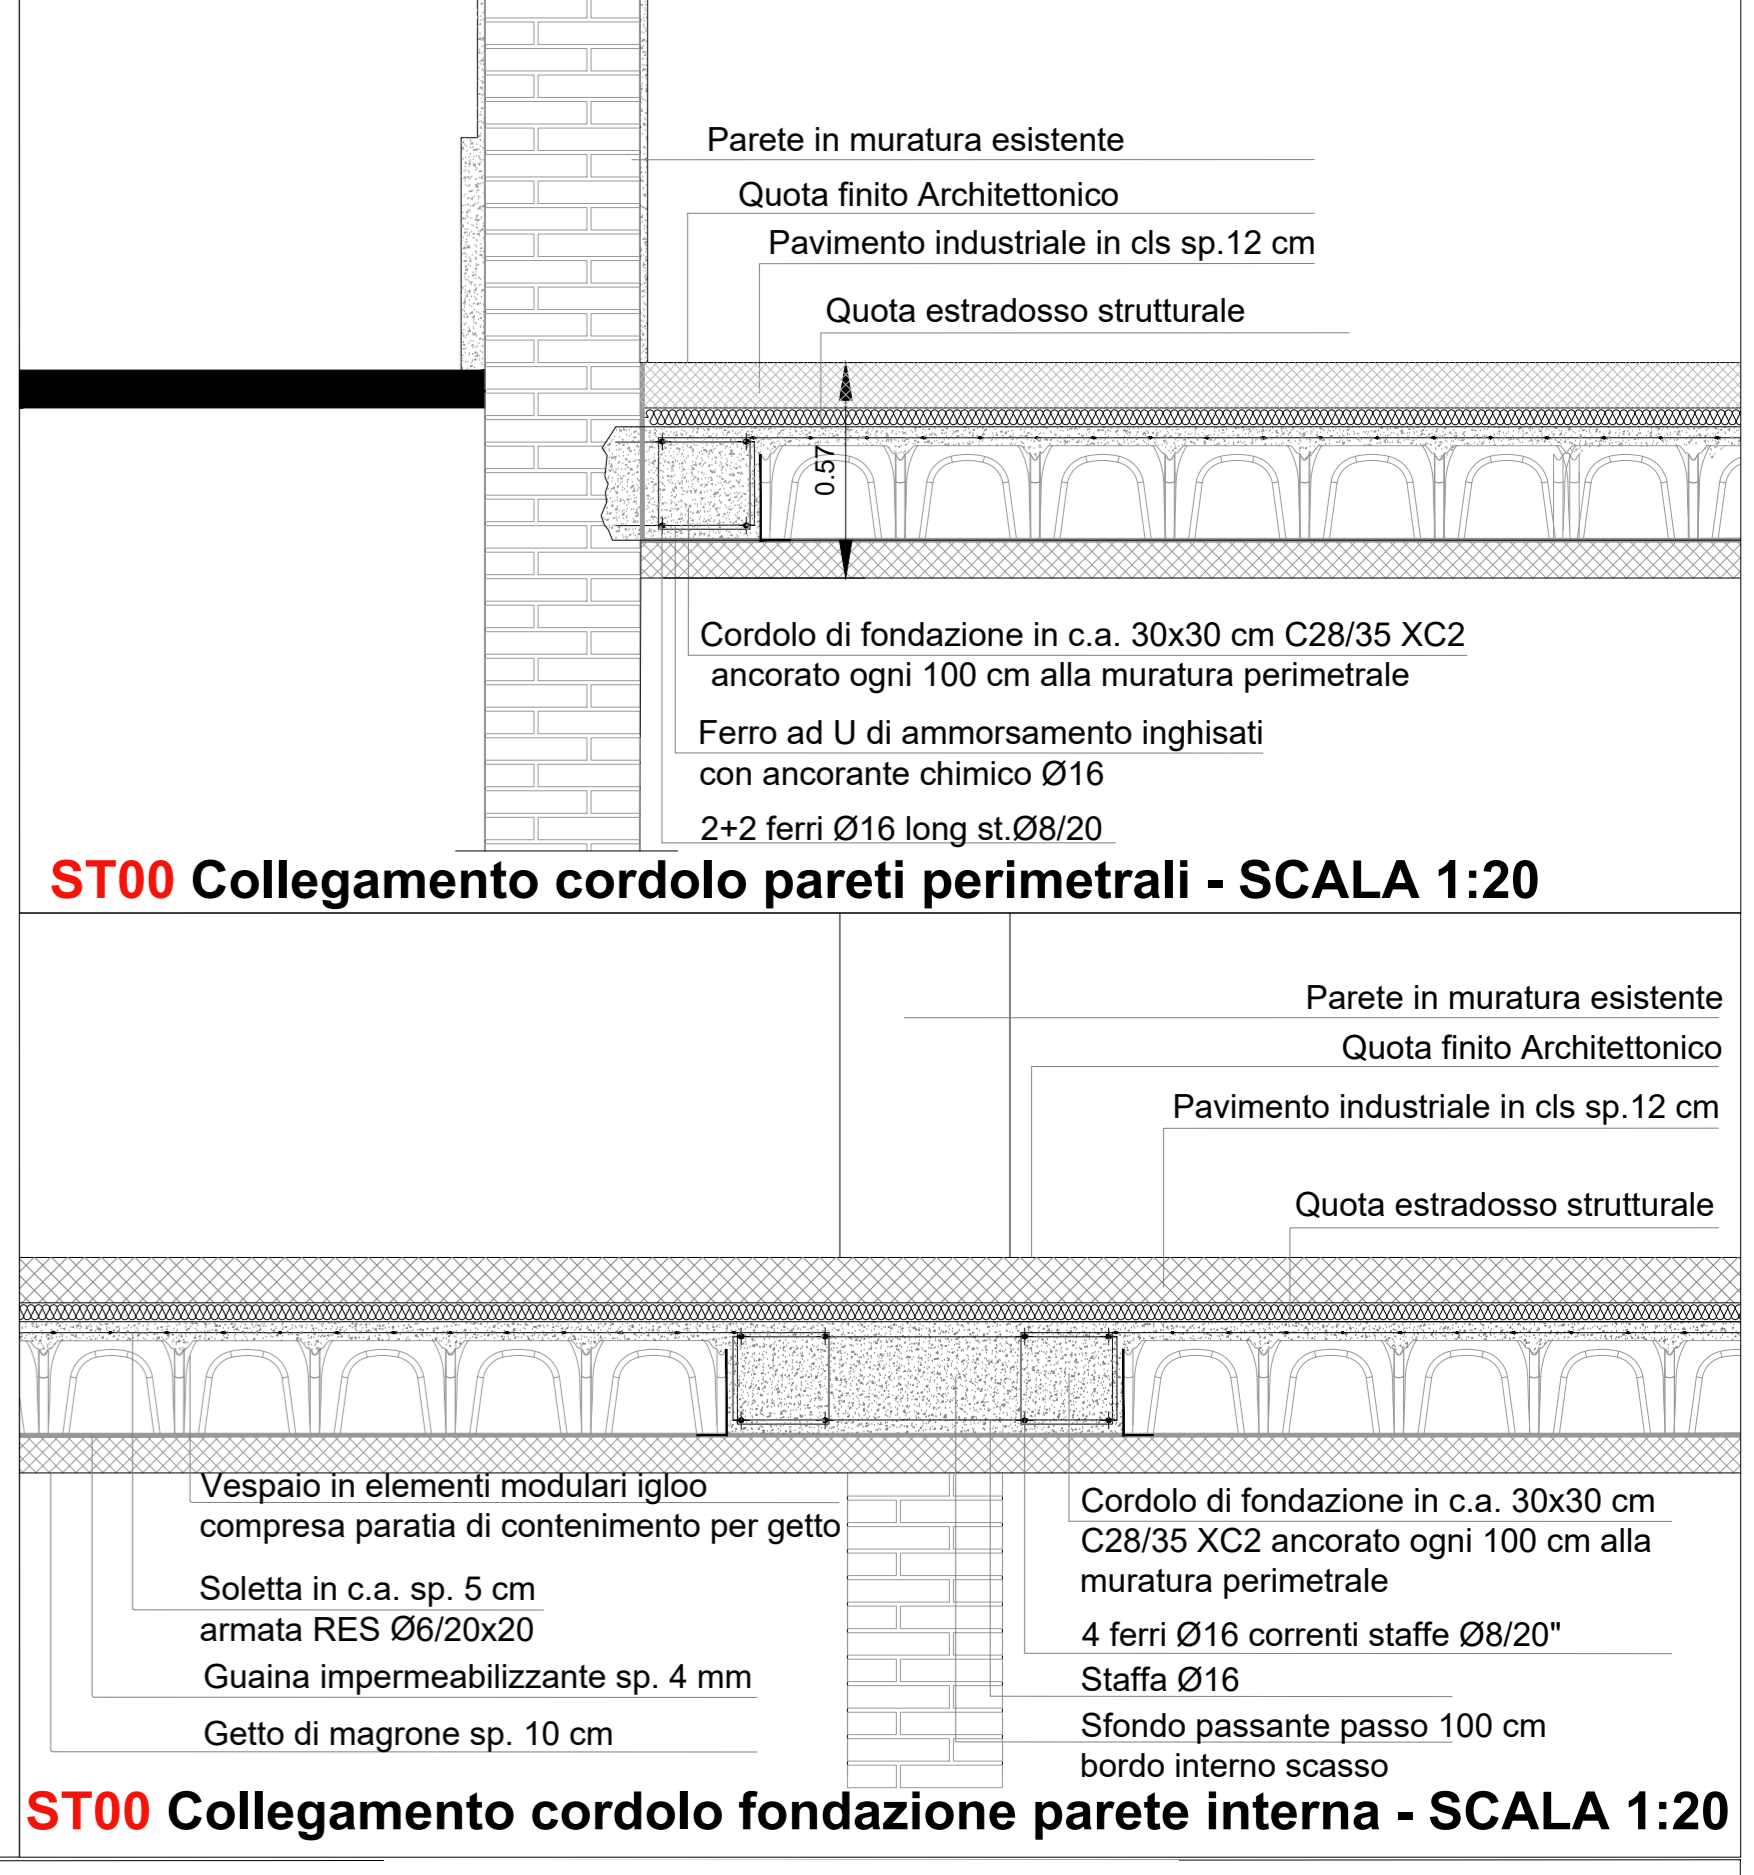 Parete in muratura esistente
Quota finito Architettonico
Pavimento industriale in cls sp.12 cm
Quota estradosso strutturale
0.57
Cordolo di fondazione in c.a. 30x30 cm C28/35 XC2
ancorato ogni 100 cm alla muratura perimetrale
Ferro ad U di ammorsamento inghisati
con ancorante chimico Ø16
2+2 ferri Ø16 long st.Ø8/20
ST00 Collegamento cordolo pareti perimetrali - SCALA 1:20
Parete in muratura esistente
Quota finito Architettonico
Pavimento industriale in cls sp.12 cm
Quota estradosso strutturale
Vespaio in elementi modulari igloo
compresa paratia di contenimento per getto
Soletta in c.a. sp. 5 cm
armata RES Ø6/20x20
Guaina impermeabilizzante sp. 4 mm
Getto di magrone sp. 10 cm
Cordolo di fondazione in c.a. 30x30 cm
C28/35 XC2 ancorato ogni 100 cm alla
muratura perimetrale
4 ferri Ø16 correnti staffe Ø8/20"
Staffa Ø16
Sfondo passante passo 100 cm
bordo interno scasso
ST00 Collegamento cordolo fondazione parete interna - SCALA 1:20